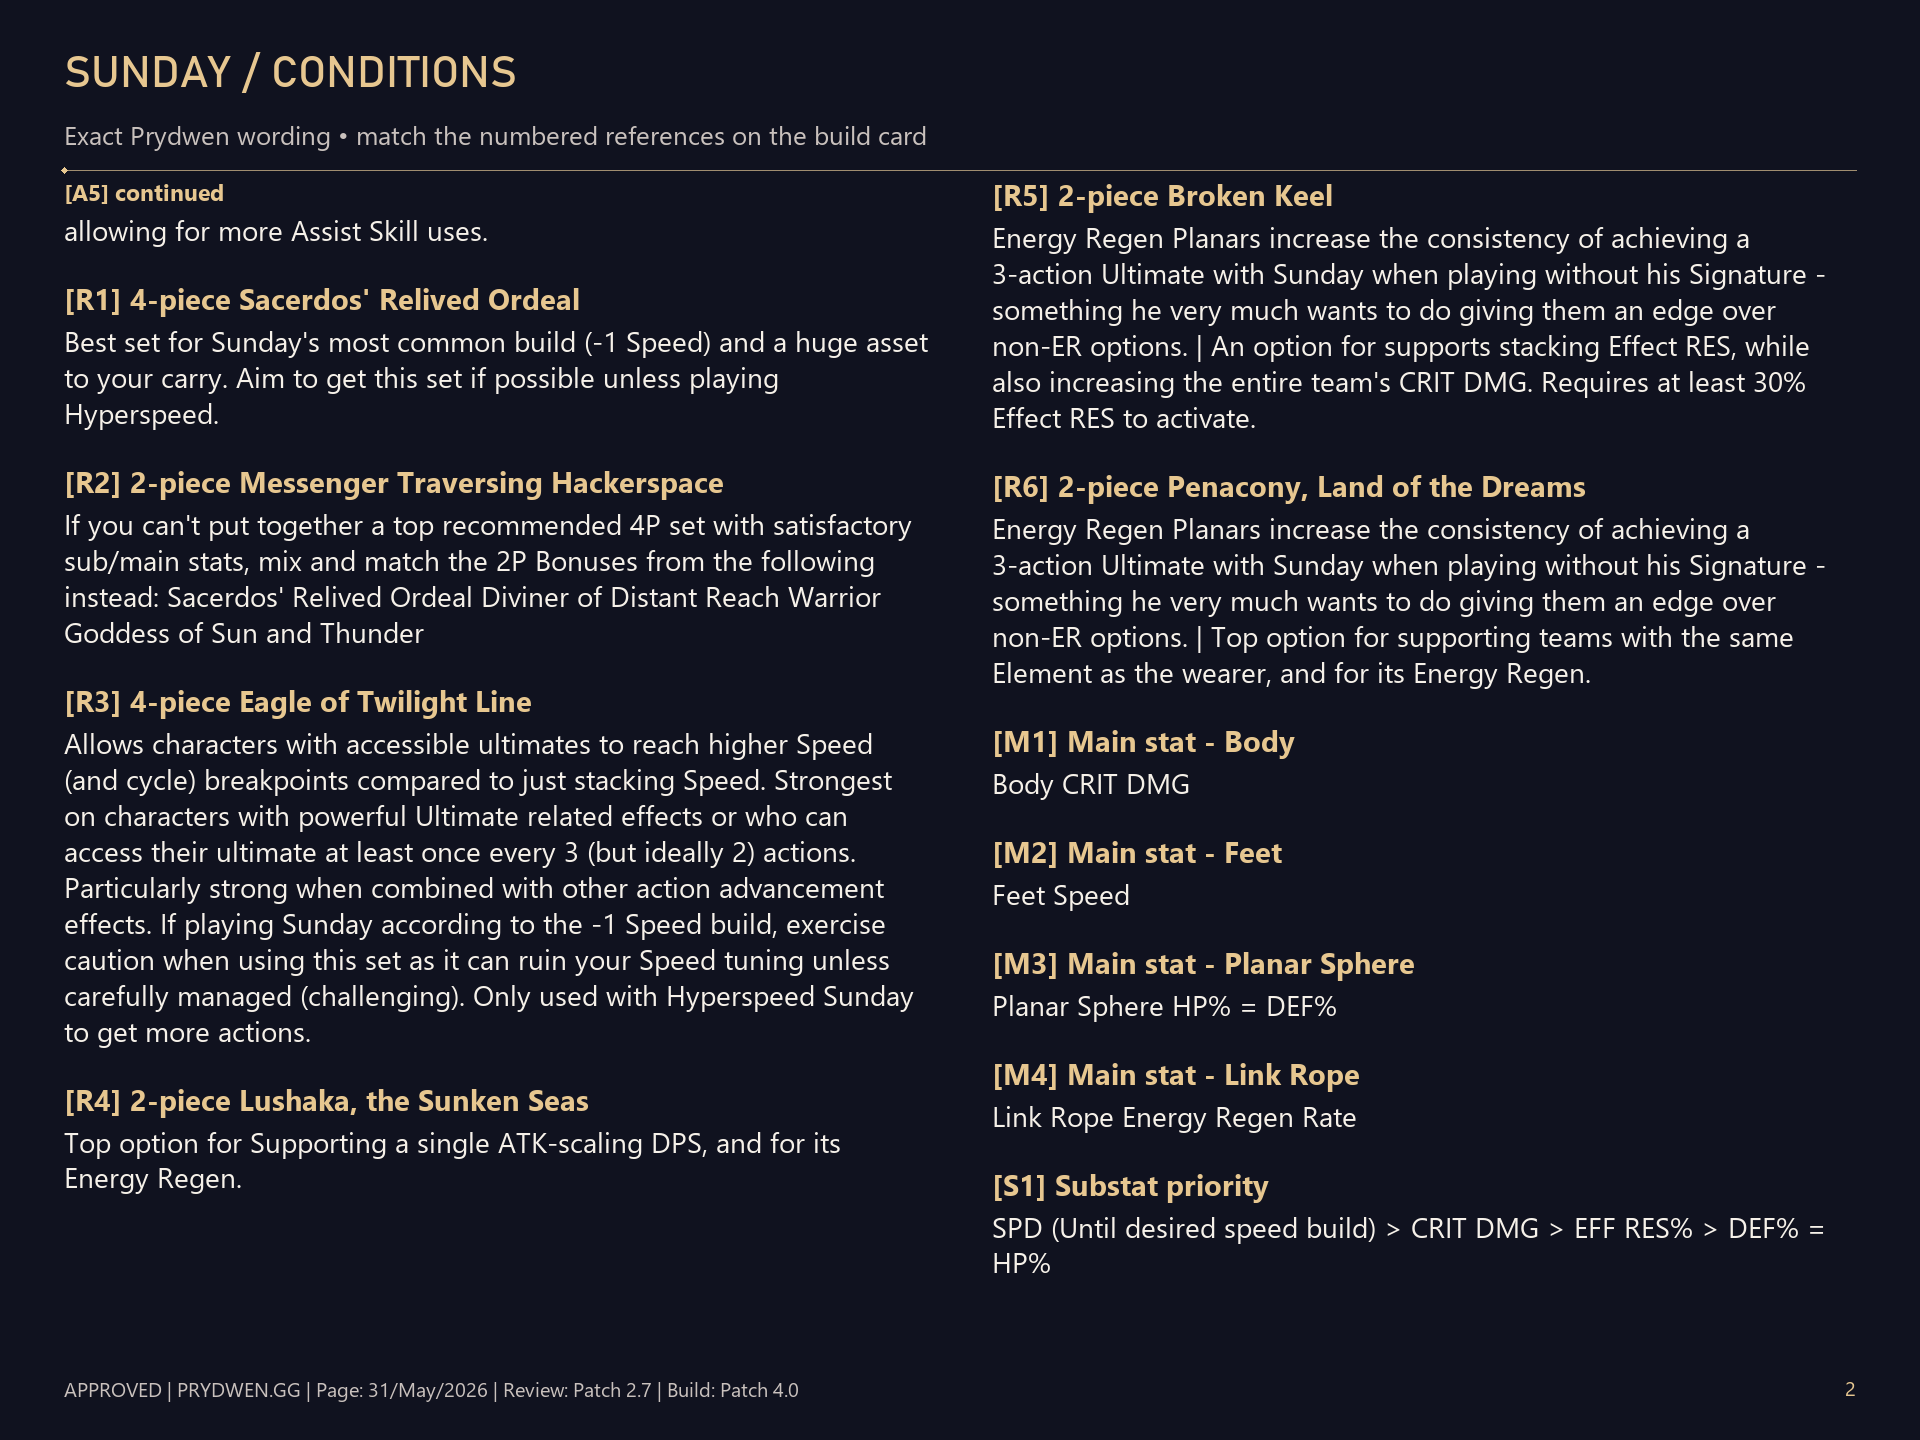 SUNDAY / CONDITIONS
Exact Prydwen wording • match the numbered references on the build card
[A5] continued
allowing for more Assist Skill uses.
[R1] 4-piece Sacerdos' Relived Ordeal
Best set for Sunday's most common build (-1 Speed) and a huge asset
to your carry. Aim to get this set if possible unless playing
Hyperspeed.
[R2] 2-piece Messenger Traversing Hackerspace
If you can't put together a top recommended 4P set with satisfactory
sub/main stats, mix and match the 2P Bonuses from the following
instead: Sacerdos' Relived Ordeal Diviner of Distant Reach Warrior
Goddess of Sun and Thunder
[R3] 4-piece Eagle of Twilight Line
Allows characters with accessible ultimates to reach higher Speed
(and cycle) breakpoints compared to just stacking Speed. Strongest
on characters with powerful Ultimate related effects or who can
access their ultimate at least once every 3 (but ideally 2) actions.
Particularly strong when combined with other action advancement
effects. If playing Sunday according to the -1 Speed build, exercise
caution when using this set as it can ruin your Speed tuning unless
carefully managed (challenging). Only used with Hyperspeed Sunday
to get more actions.
[R4] 2-piece Lushaka, the Sunken Seas
Top option for Supporting a single ATK-scaling DPS, and for its
Energy Regen.
[R5] 2-piece Broken Keel
Energy Regen Planars increase the consistency of achieving a
3-action Ultimate with Sunday when playing without his Signature -
something he very much wants to do giving them an edge over
non-ER options. | An option for supports stacking Effect RES, while
also increasing the entire team's CRIT DMG. Requires at least 30%
Effect RES to activate.
[R6] 2-piece Penacony, Land of the Dreams
Energy Regen Planars increase the consistency of achieving a
3-action Ultimate with Sunday when playing without his Signature -
something he very much wants to do giving them an edge over
non-ER options. | Top option for supporting teams with the same
Element as the wearer, and for its Energy Regen.
[M1] Main stat - Body
Body CRIT DMG
[M2] Main stat - Feet
Feet Speed
[M3] Main stat - Planar Sphere
Planar Sphere HP% = DEF%
[M4] Main stat - Link Rope
Link Rope Energy Regen Rate
[S1] Substat priority
SPD (Until desired speed build) > CRIT DMG > EFF RES% > DEF% =
HP%
APPROVED | PRYDWEN.GG | Page: 31/May/2026 | Review: Patch 2.7 | Build: Patch 4.0
2